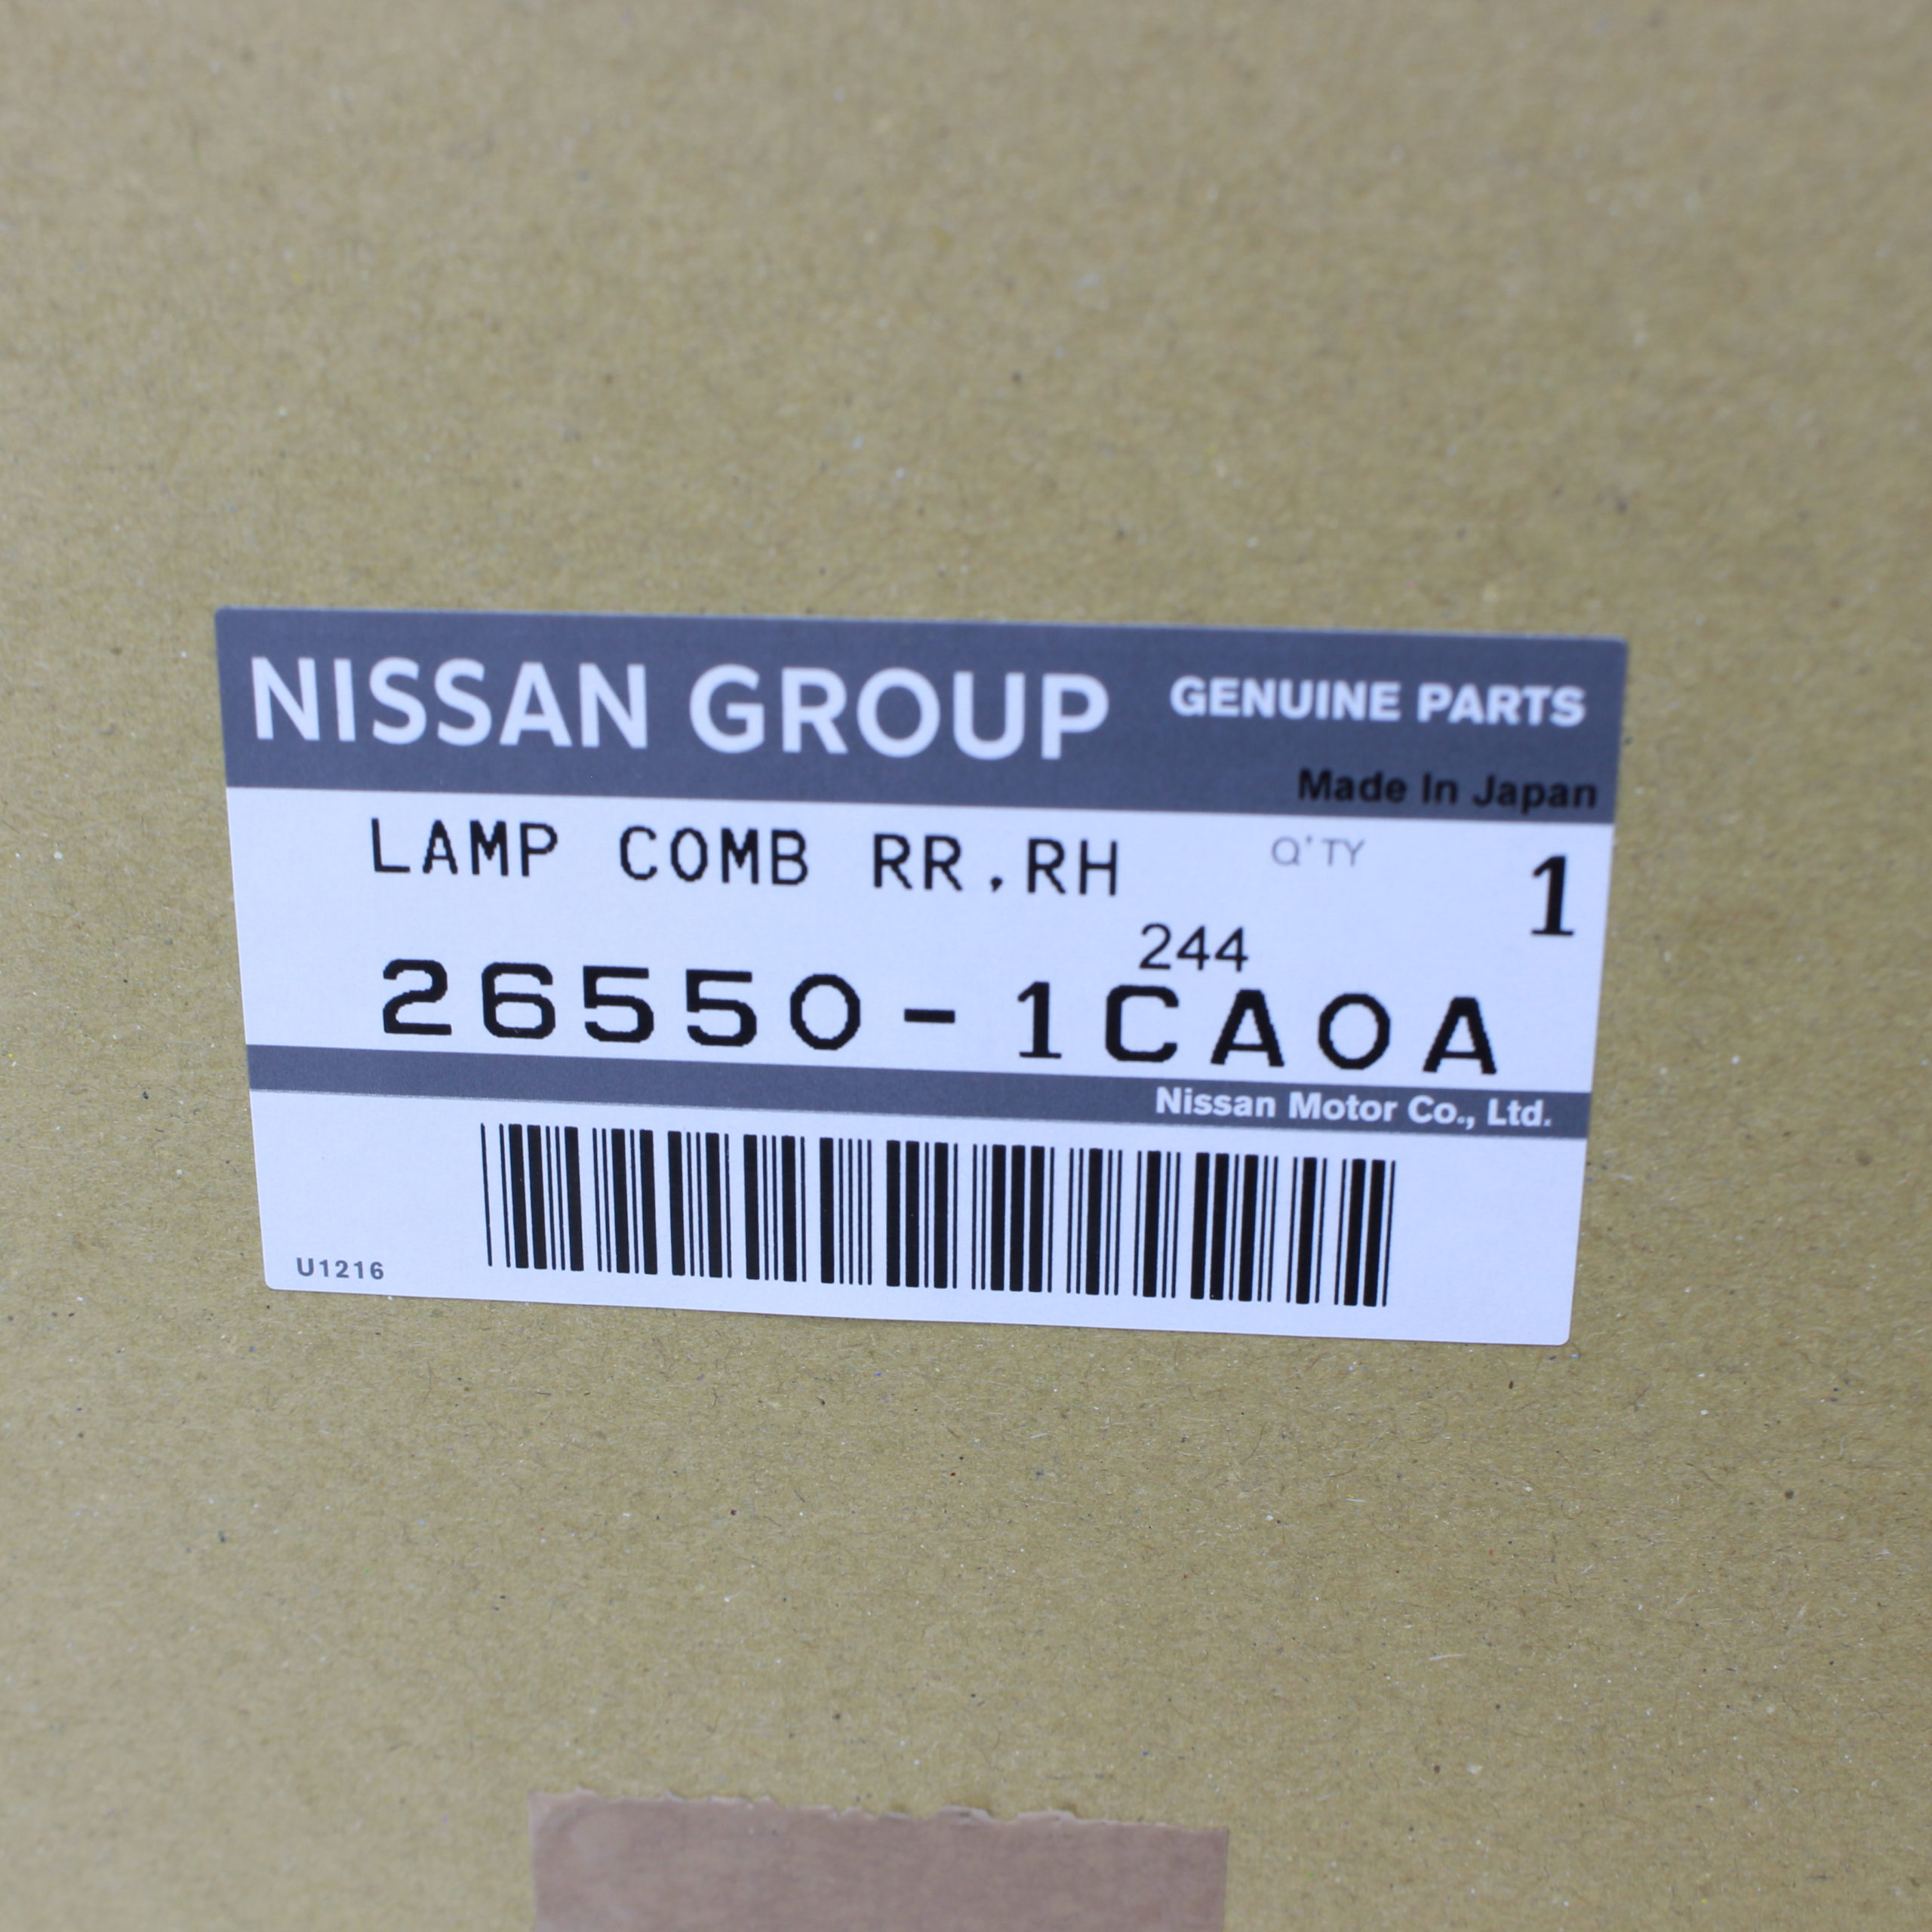 NISSAN GROUP GENUINE PARTS
Made In Japan
LAMP COMB RR,RH Q'TY 1
244
26550-1CA0A
Nissan Motor Co., Ltd.
U1216